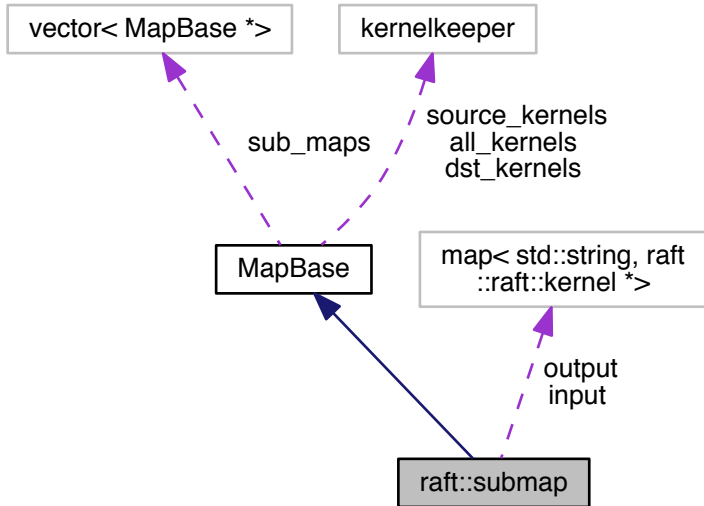 vector< MapBase *>
kernelkeeper
sub_maps
source_kernels
all_kernels
dst_kernels
MapBase
map< std::string, raft
::raft::kernel *>
output
input
raft::submap